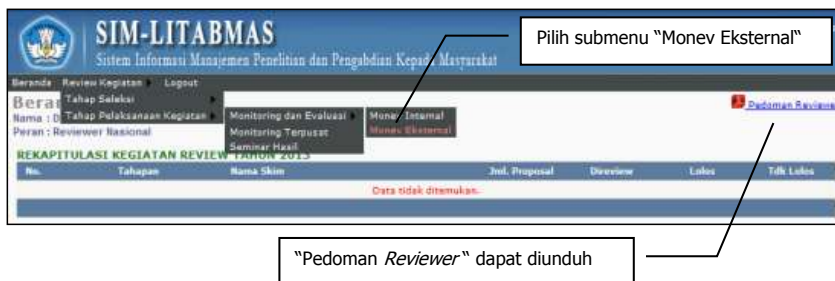 SIM-LITABMAS
Sistem Informasi Manajemen Penelitian dan Pengabdian Kepada Masyarakat
Pilih submenu “Monev Eksternal“
Beranda Review Kegiatan Logout
Tahap Seleksi
Tahap Pelaksanaan Kegiatan
Monitoring dan Evaluasi
Monev Internal
Monitoring Terpusat
Monev Eksternal
Seminar Hasil
Bera
Nama : D
Peran : Reviewer Nasional
Pedoman Reviewe
REKAPITULASI KEGIATAN REVIEW TAHUN 2013
No. Tahapan Nama Skim Jml. Proposal Direview Lolos Tdk Lolos
Data tidak ditemukan.
“Pedoman Reviewer“ dapat diunduh